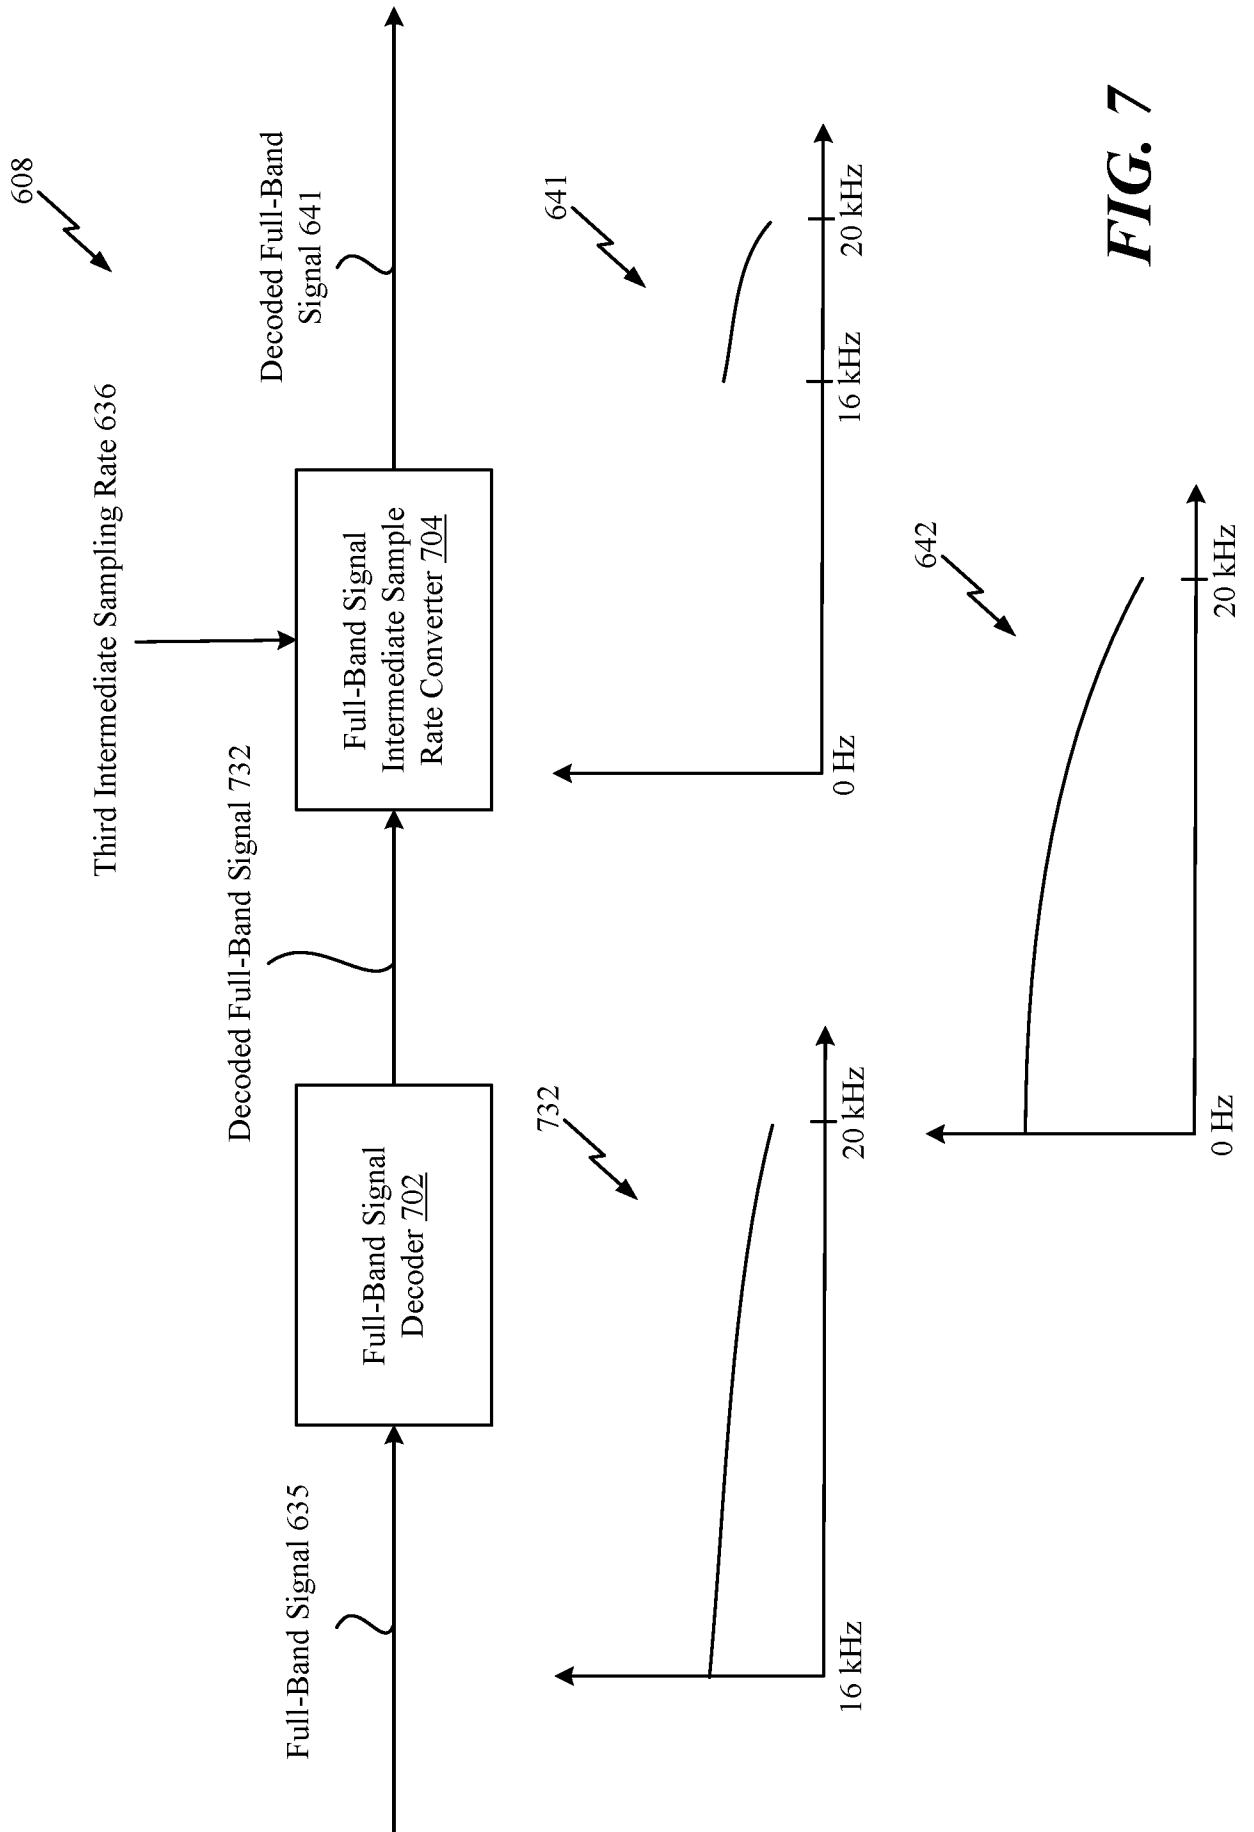 608
Third Intermediate Sampling Rate 636
Full-Band Signal 635
Full-Band Signal
Decoder 702
Decoded Full-Band Signal 732
Full-Band Signal
Intermediate Sample
Rate Converter 704
Decoded Full-Band
Signal 641
732
16 kHz
20 kHz
641
0 Hz
16 kHz
20 kHz
642
0 Hz
20 kHz
FIG. 7